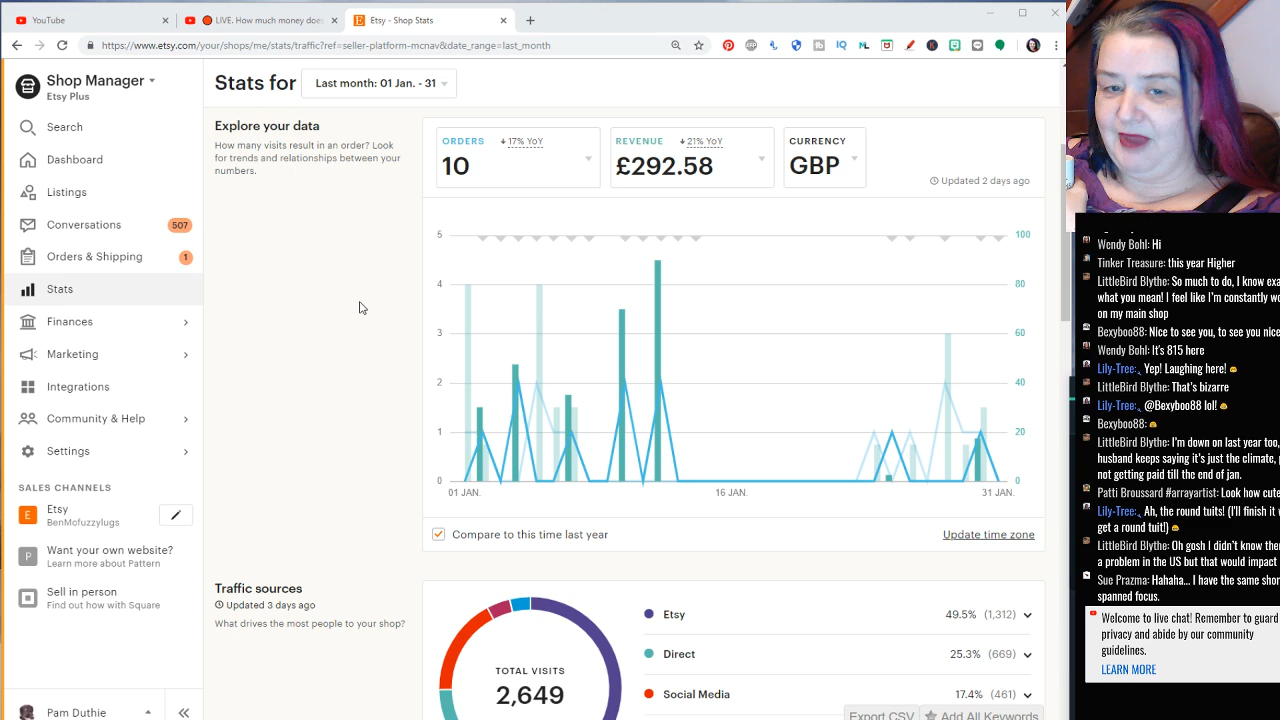 YouTube
LIVE. How much money does
Etsy - Shop Stats
https://www.etsy.com/your/shops/me/stats/traffic?ref=seller-platform-mcnav&date_range=last_month
Shop Manager
Etsy Plus
Search
Dashboard
Listings
Conversations 507
Orders & Shipping 1
Stats
Finances
Marketing
Integrations
Community & Help
Settings
SALES CHANNELS
E Etsy
BenMofuzzylugs
P Want your own website?
Learn more about Pattern
Sell in person
Find out how with Square
Pam Duthie
Stats for Last month: 01 Jan. - 31
Explore your data
How many visits result in an order? Look
for trends and relationships between your
numbers.
ORDERS 17% YoY
10
REVENUE 21% YoY
£292.58
CURRENCY
GBP
Updated 2 days ago
5 100
4 80
3 60
2 40
1 20
0 0
01 JAN. 16 JAN. 31 JAN.
Compare to this time last year
Update time zone
Traffic sources
Updated 3 days ago
What drives the most people to your shop?
TOTAL VISITS
2,649
Etsy 49.5% (1,312)
Direct 25.3% (669)
Social Media 17.4% (461)
Export CSV Add All Keywords
Wendy Bohl: Hi
Tinker Treasure: this year Higher
LittleBird Blythe: So much to do, I know exa
what you mean! I feel like I'm constantly wo
on my main shop
Bexyboo88: Nice to see you, to see you nice
Wendy Bohl: It's 815 here
Lily-Tree: Yep! Laughing here!
LittleBird Blythe: That's bizarre
Lily-Tree: @Bexyboo88 lol!
Bexyboo88:
LittleBird Blythe: I'm down on last year too,
husband keeps saying it's just the climate, p
not getting paid till the end of jan.
Patti Broussard #arrayartist: Look how cute
Lily-Tree: Ah, the round tuits! (I'll finish it w
get a round tuit!)
LittleBird Blythe: Oh gosh I didn't know ther
a problem in the US but that would impact
Sue Prazma: Hahaha... I have the same shor
spanned focus.
Welcome to live chat! Remember to guard
privacy and abide by our community
guidelines.
LEARN MORE